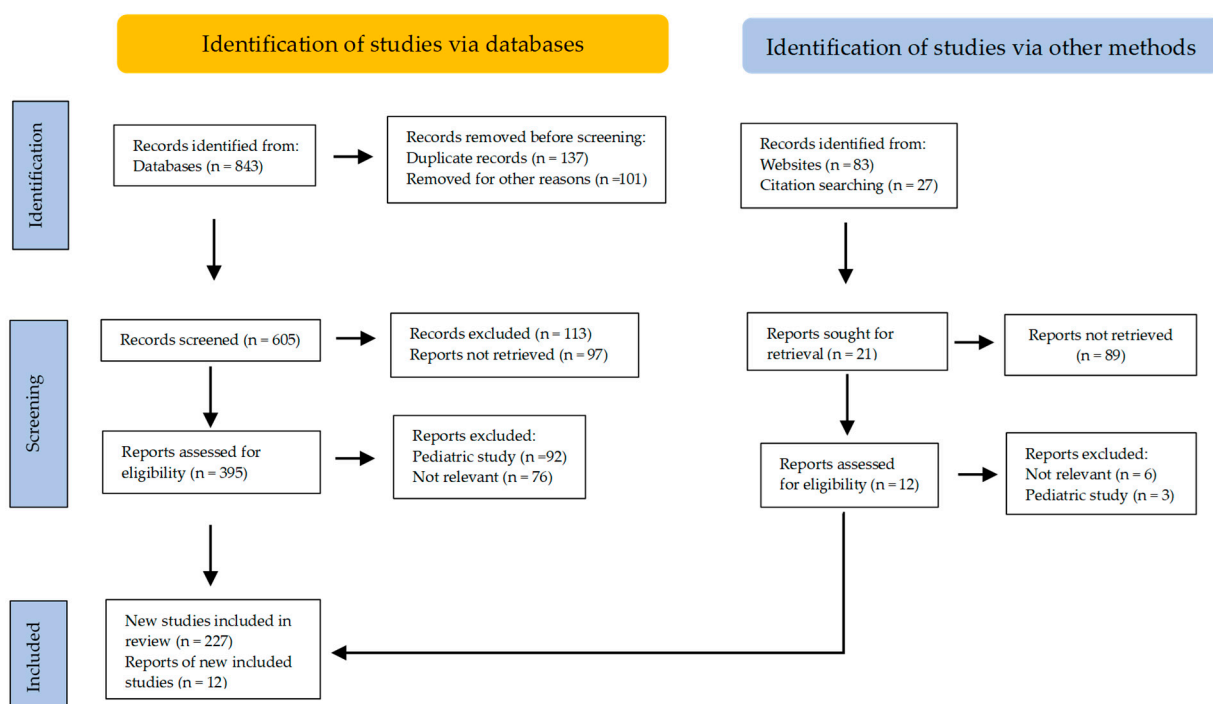 Identification of studies via databases
Identification of studies via other methods
Identification
Records identified from:
Databases (n = 843)
Records removed before screening:
Duplicate records (n = 137)
Removed for other reasons (n =101)
Records identified from:
Websites (n = 83)
Citation searching (n = 27)
Screening
Records screened (n = 605)
Records excluded (n = 113)
Reports not retrieved (n = 97)
Reports sought for
retrieval (n = 21)
Reports not retrieved
(n = 89)
Reports assessed for
eligibility (n = 395)
Reports excluded:
Pediatric study (n =92)
Not relevant (n = 76)
Reports assessed
for eligibility (n = 12)
Reports excluded:
Not relevant (n = 6)
Pediatric study (n = 3)
Included
New studies included in
review (n = 227)
Reports of new included
studies (n = 12)